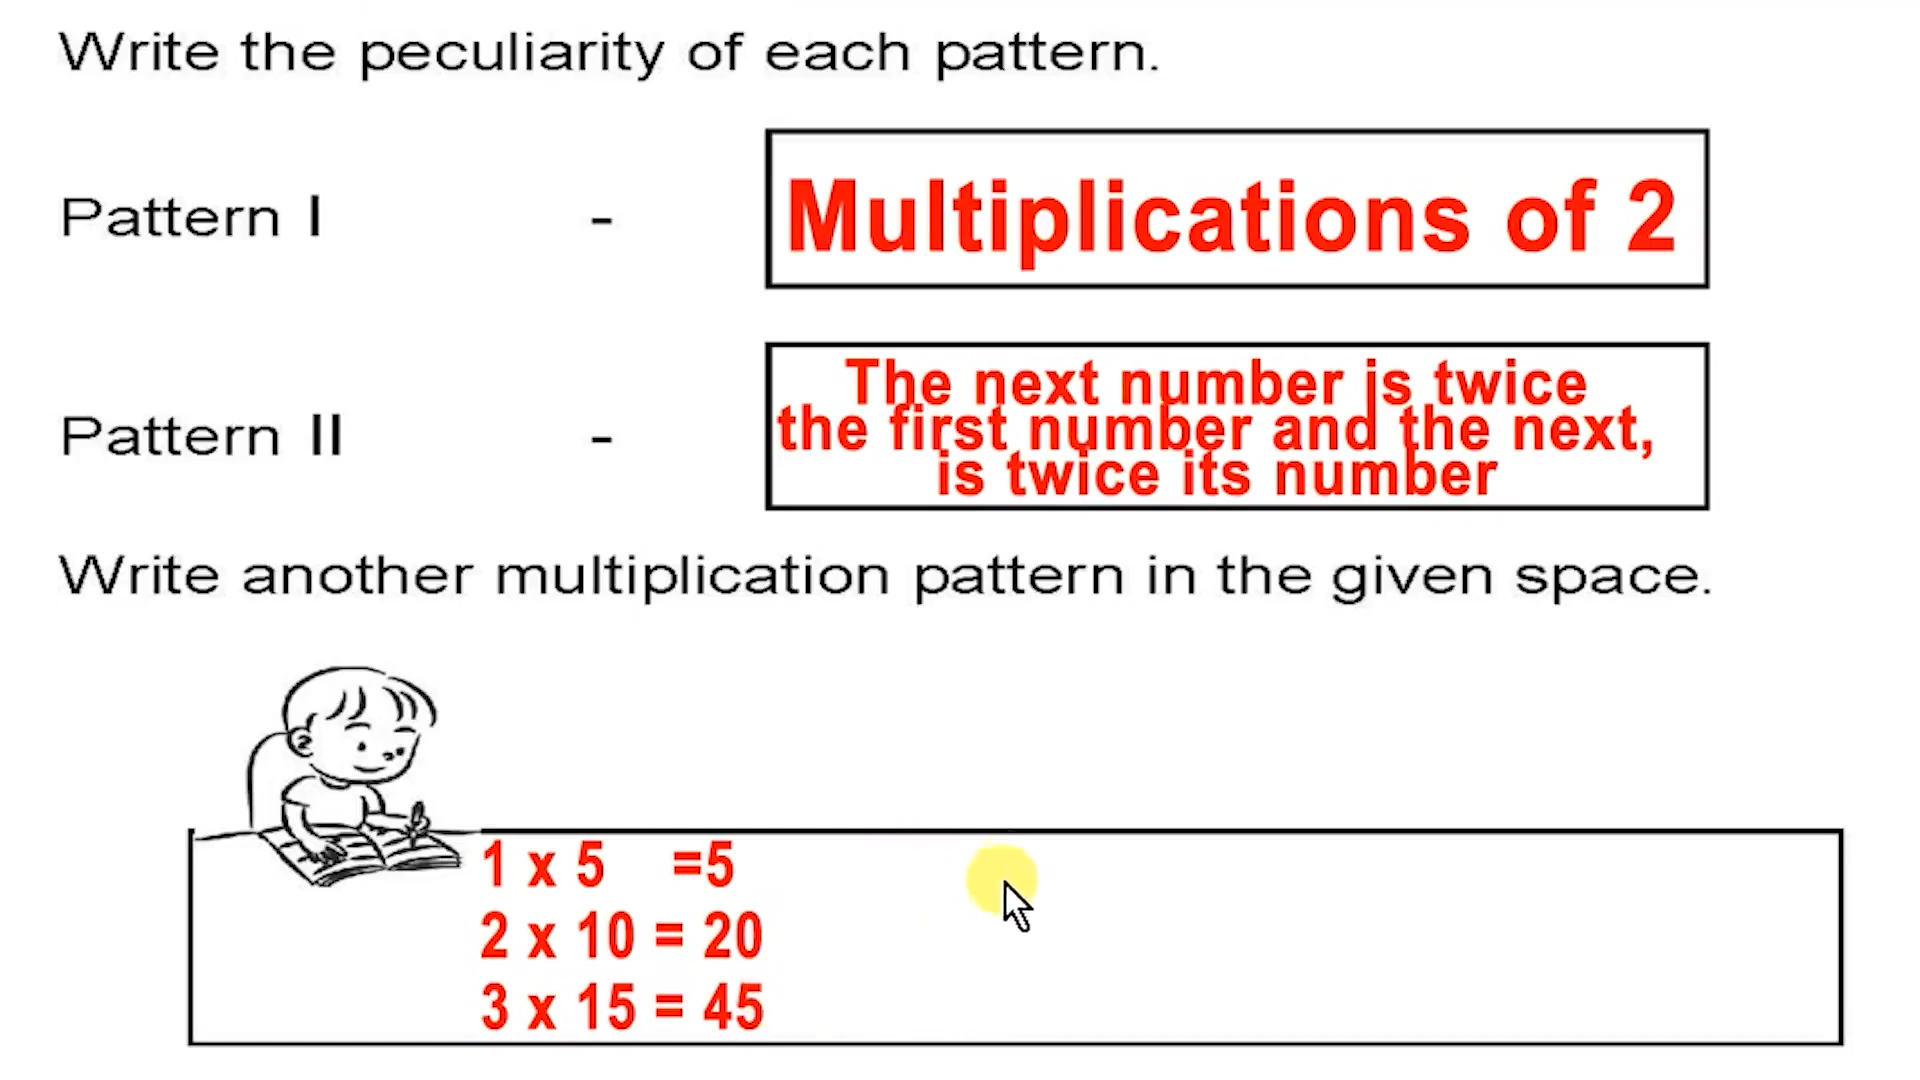 Write the peculiarity of each pattern.
Pattern I - Multiplications of 2
Pattern II - The next number is twice
the first number and the next,
is twice its number
Write another multiplication pattern in the given space.
1 x 5 =5
2 x 10 = 20
3 x 15 = 45